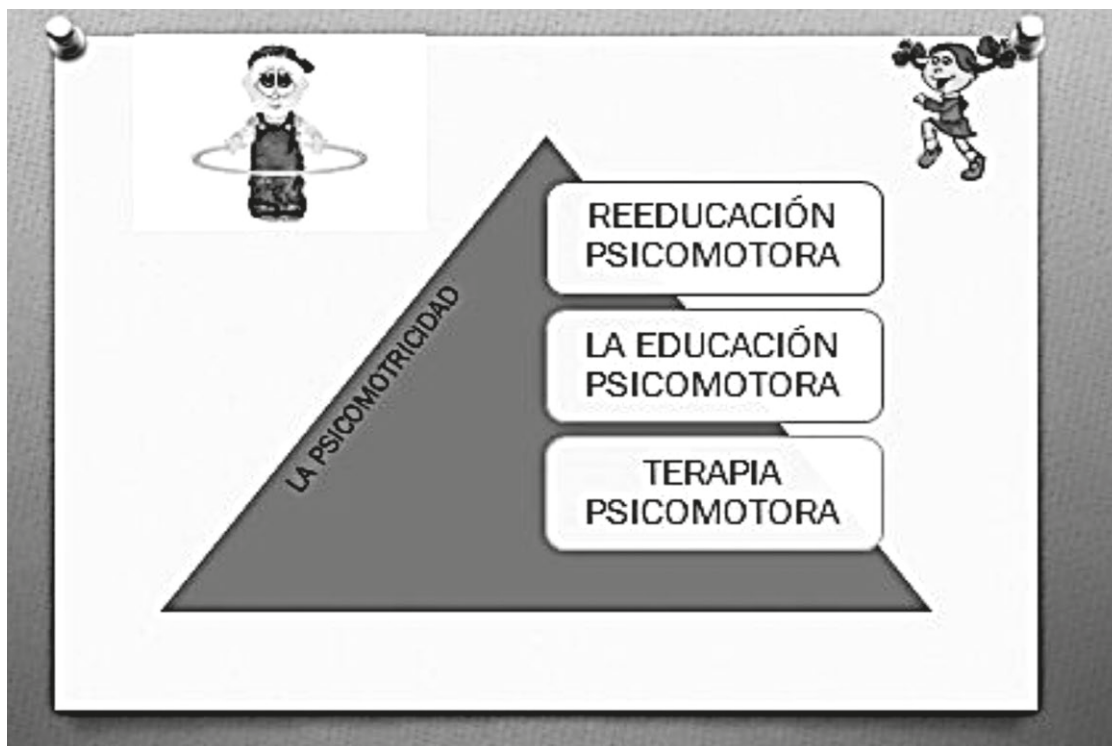 LA PSICOMOTRICIDAD
REEDUCACIÓN
PSICOMOTORA
LA EDUCACIÓN
PSICOMOTORA
TERAPIA
PSICOMOTORA